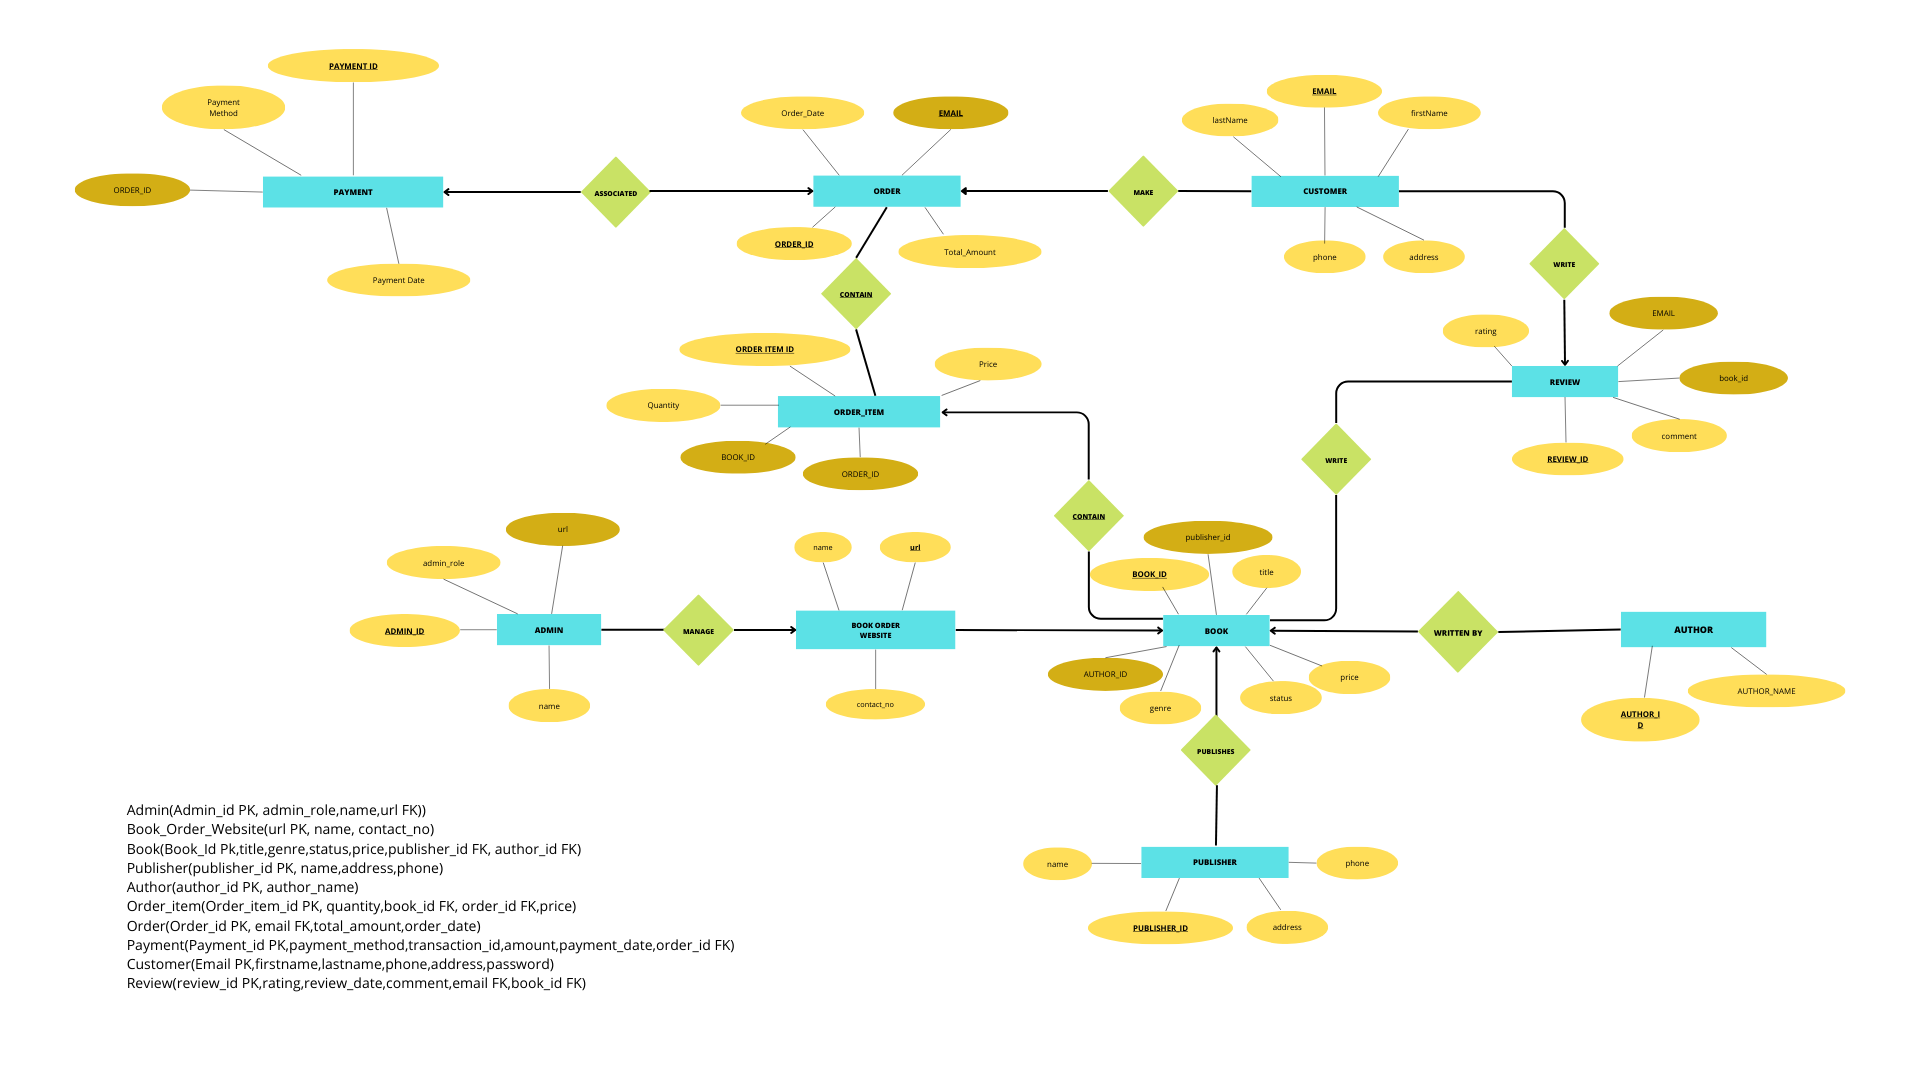 PAYMENT ID
Payment
Method
ORDER_ID
PAYMENT
Payment Date
ASSOCIATED
Order_Date
EMAIL
ORDER
ORDER_ID
Total_Amount
MAKE
EMAIL
lastName
firstName
CUSTOMER
phone
address
WRITE
CONTAIN
ORDER ITEM ID
Price
Quantity
ORDER_ITEM
BOOK_ID
ORDER_ID
rating
EMAIL
REVIEW
book_id
comment
REVIEW_ID
WRITE
CONTAIN
url
admin_role
ADMIN_ID
ADMIN
name
MANAGE
name
url
BOOK ORDER
WEBSITE
contact_no
publisher_id
BOOK_ID
title
BOOK
AUTHOR_ID
genre
status
price
WRITTEN BY
AUTHOR
AUTHOR_NAME
AUTHOR_I
D
PUBLISHES
name
PUBLISHER
phone
PUBLISHER_ID
address
Admin(Admin_id PK, admin_role,name,url FK))
Book_Order_Website(url PK, name, contact_no)
Book(Book_Id Pk,title,genre,status,price,publisher_id FK, author_id FK)
Publisher(publisher_id PK, name,address,phone)
Author(author_id PK, author_name)
Order_item(Order_item_id PK, quantity,book_id FK, order_id FK,price)
Order(Order_id PK, email FK,total_amount,order_date)
Payment(Payment_id PK,payment_method,transaction_id,amount,payment_date,order_id FK)
Customer(Email PK,firstname,lastname,phone,address,password)
Review(review_id PK,rating,review_date,comment,email FK,book_id FK)